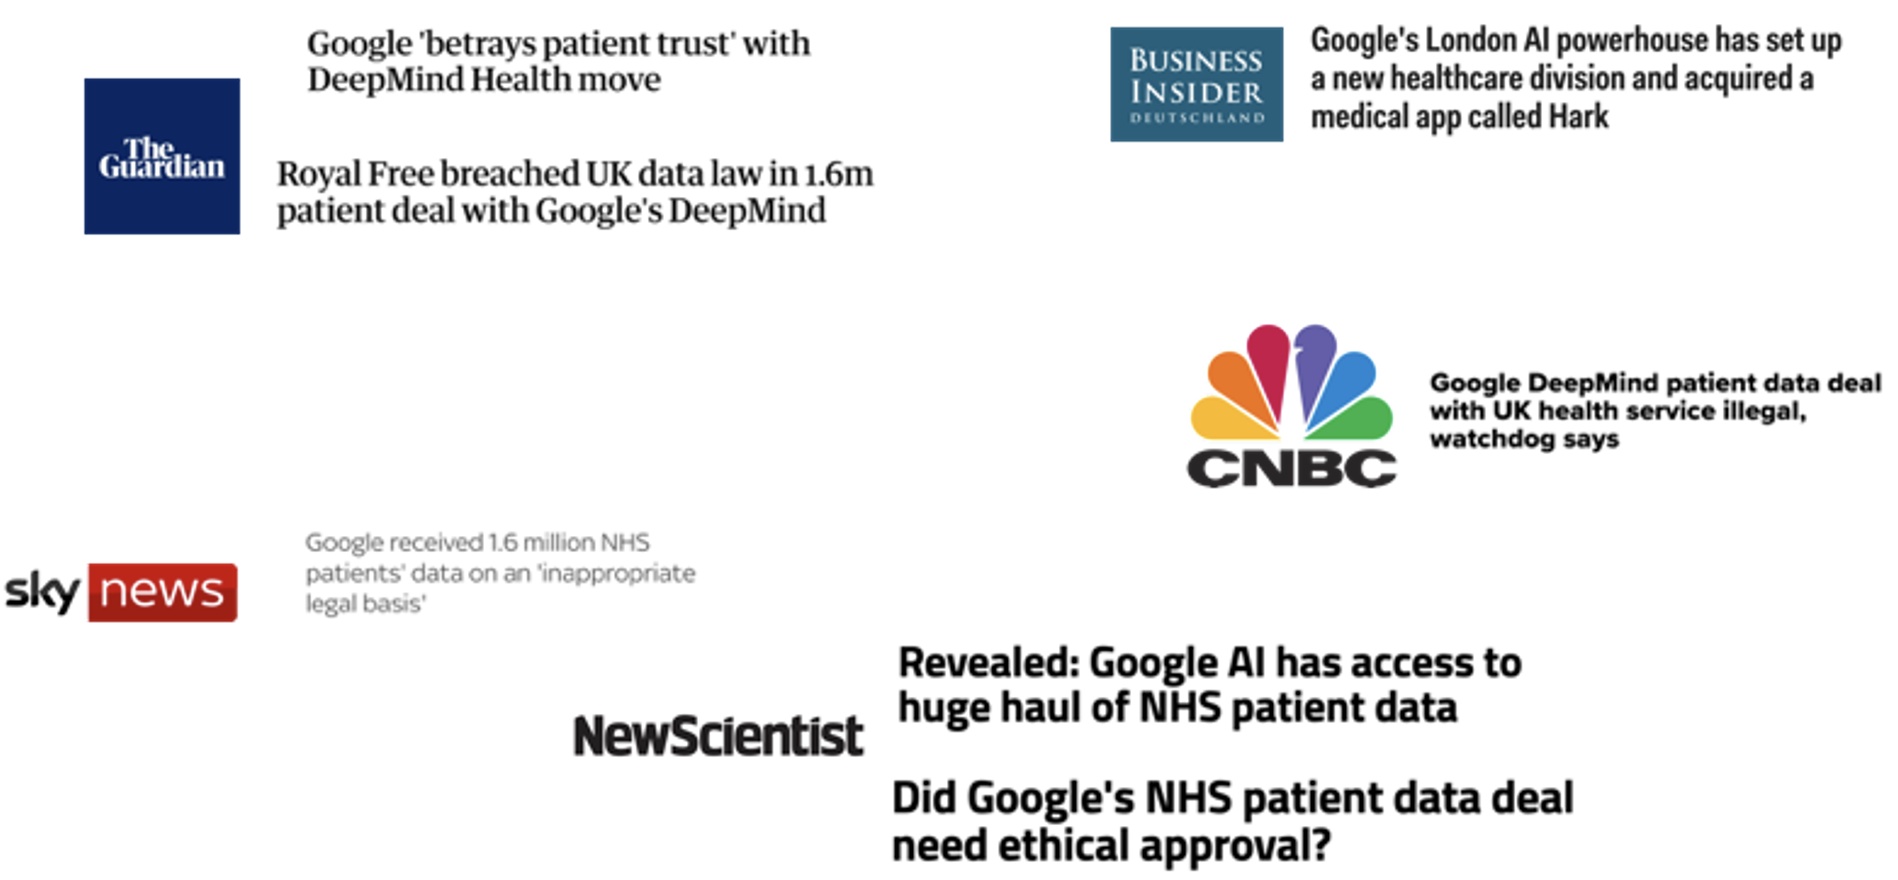 Google 'betrays patient trust' with
DeepMind Health move
The
Guardian
Royal Free breached UK data law in 1.6m
patient deal with Google's DeepMind
BUSINESS
INSIDER
DEUTSCHLAND
Google's London AI powerhouse has set up
a new healthcare division and acquired a
medical app called Hark
CNBC
Google DeepMind patient data deal
with UK health service illegal,
watchdog says
sky news
Google received 1.6 million NHS
patients' data on an 'inappropriate
legal basis'
NewScientist
Revealed: Google AI has access to
huge haul of NHS patient data
Did Google's NHS patient data deal
need ethical approval?